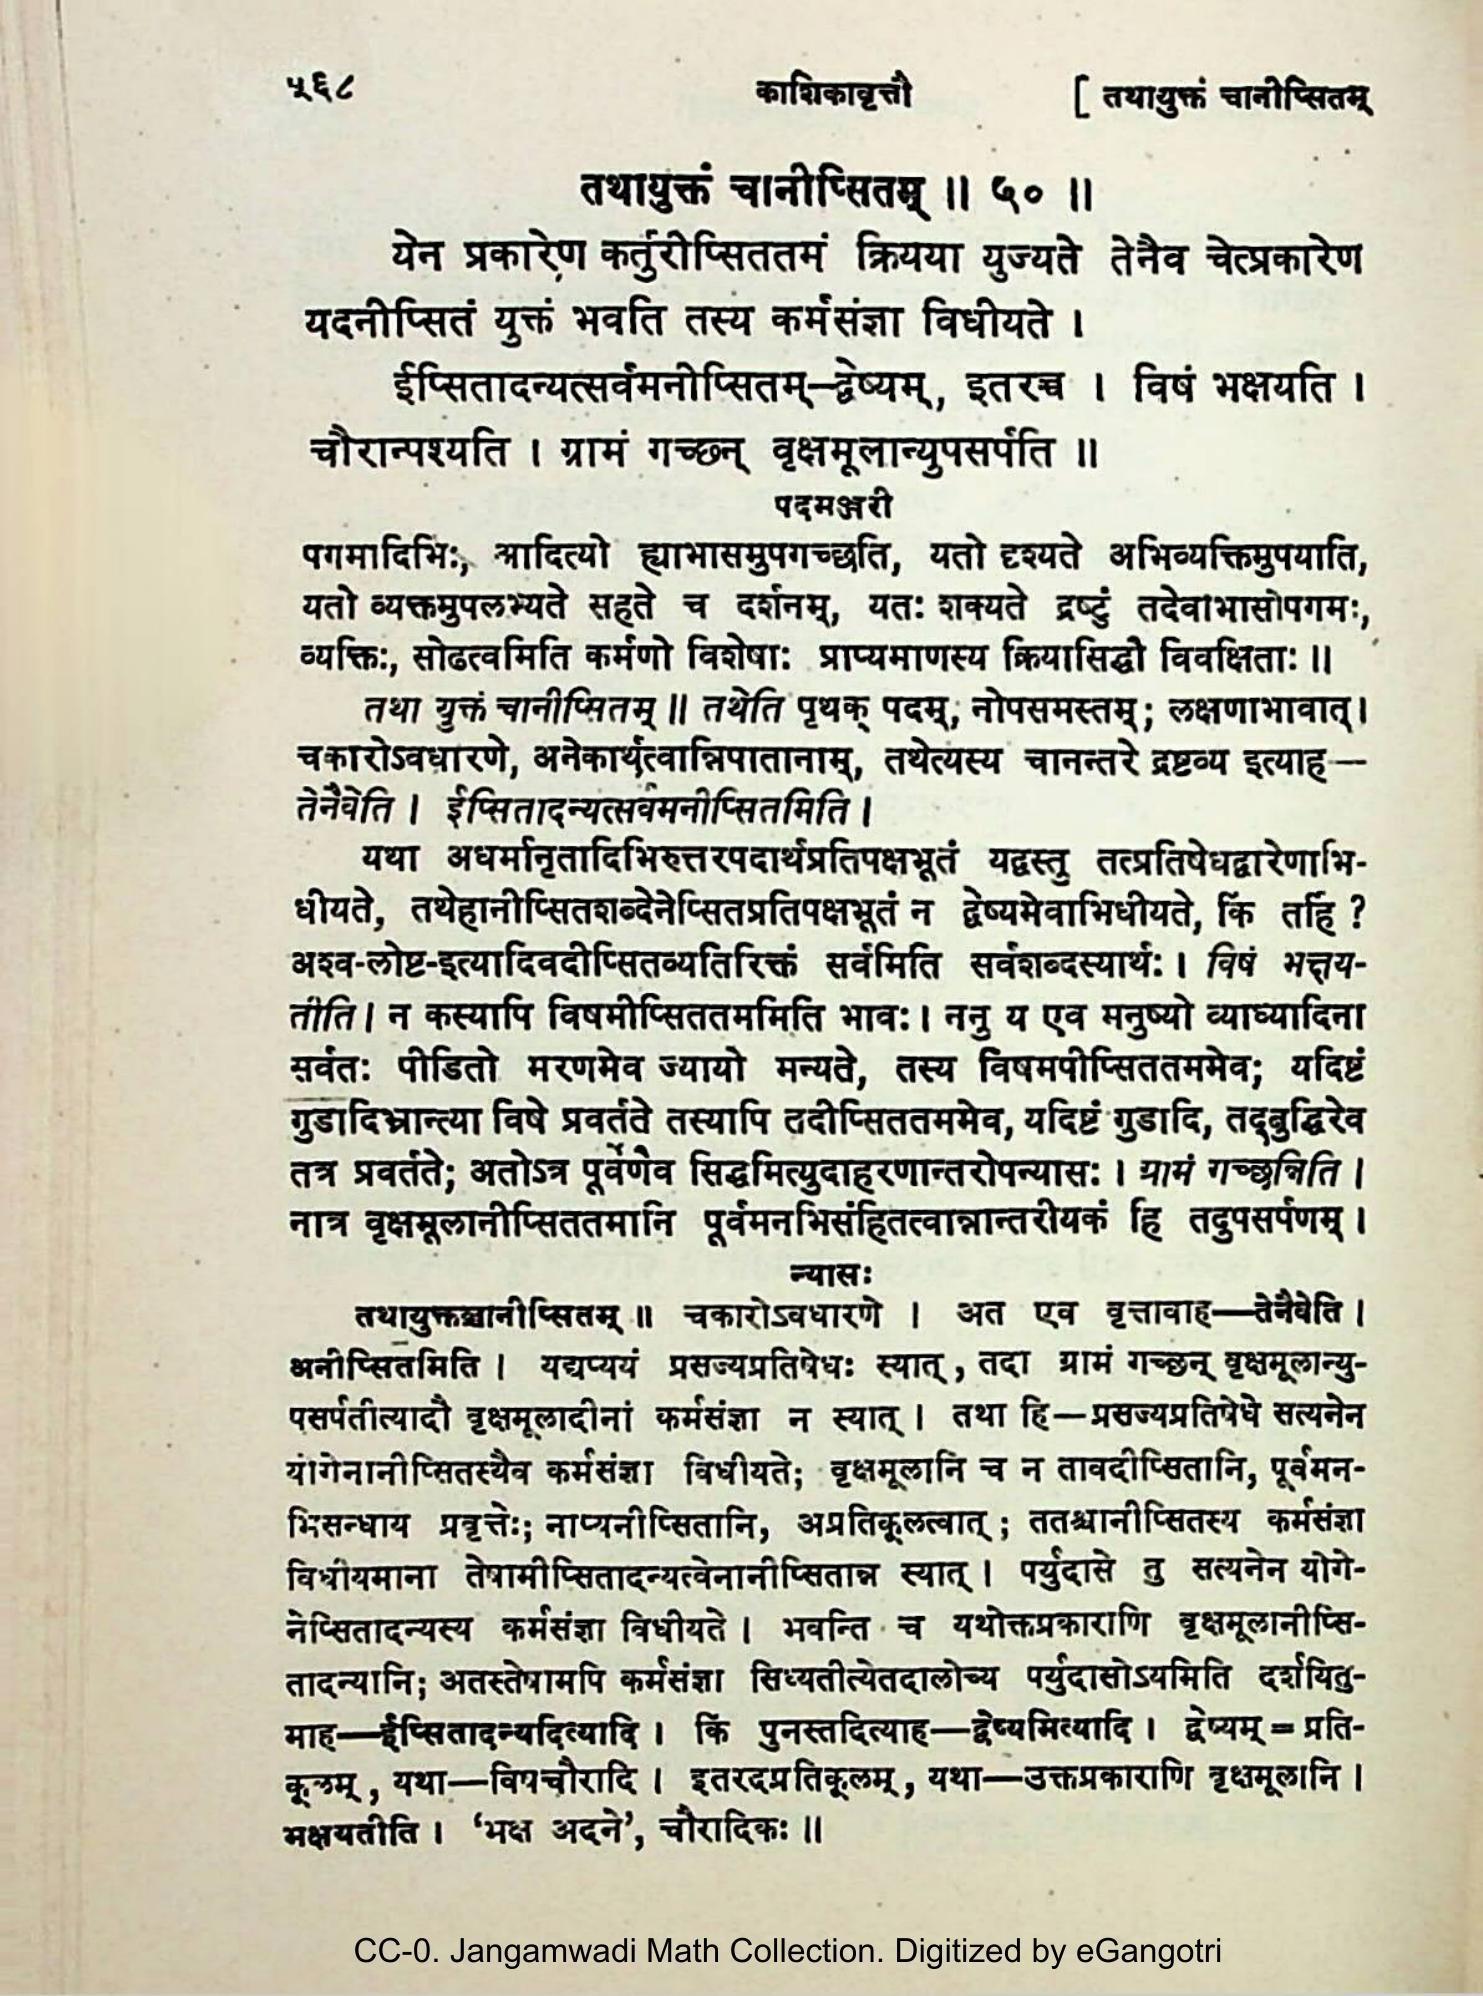 ५६८ काशिकावृत्तौ [ तथायुक्तं चानीप्सितम्
तथायुक्तं चानीप्सितम् ॥ ५० ॥
येन प्रकारेण कर्तुरीप्सिततमं क्रियया युज्यते तेनैव चेत्प्रकारेण
यदनीप्सितं युक्तं भवति तस्य कर्मसंज्ञा विधीयते ।
ईप्सितादन्यत्सर्वमनीप्सितम्—द्वेष्यम्, इतरच्च । विषं भक्षयति ।
चौरान्पश्यति । ग्रामं गच्छन् वृक्षमूलान्युपसर्पति ॥
पदमञ्जरी
पगमादिभिः, आदित्यो ह्याभासमुपगच्छति, यतो दृश्यते अभिव्यक्तिमुपयाति,
यतो व्यक्तमुपलभ्यते सहते च दर्शनम्, यतः शक्यते द्रष्टुं तदेवाभासोपगमः,
व्यक्तिः, सोढत्वमिति कर्मणो विशेषाः प्राप्यमाणस्य क्रियासिद्धौ विवक्षिताः ॥
तथा युक्तं चानीप्सितम् ॥ तथेति पृथक् पदम्, नोपसमस्तम्; लक्षणाभावात्।
चकारोऽवधारणे, अनेकार्थत्वान्निपातानाम्, तथेत्यस्य चानन्तरे द्रष्टव्य इत्याह—
तेनैवेति । ईप्सितादन्यत्सर्वमनीप्सितमिति ।
यथा अधर्मानृतादिभिरुत्तरपदार्थप्रतिपक्षभूतं यद्वस्तु तत्प्रतिषेधद्वारेणाभि-
धीयते, तथेहानीप्सितशब्देनेप्सितप्रतिपक्षभूतं न द्वेष्यमेवाभिधीयते, किं तर्हि ?
अश्व-लोष्ट-इत्यादिवदीप्सितव्यतिरिक्तं सर्वमिति सर्वशब्दस्यार्थः । विषं भक्षय-
तीति । न कस्यापि विषमीप्सिततममिति भावः। ननु य एव मनुष्यो व्याघ्यादिना
सर्वतः पीडितो मरणमेव ज्यायो मन्यते, तस्य विषमपीप्सिततममेव; यदिष्टं
गुडादिभ्रान्त्या विषे प्रवर्तते तस्यापि तदीप्सिततममेव, यदिष्टं गुडादि, तद्बुद्धिरेव
तत्र प्रवर्तते; अतोऽत्र पूर्वेणैव सिद्धमित्युदाहरणान्तरोपन्यासः । ग्रामं गच्छन्निति ।
नात्र वृक्षमूलानीप्सिततमानि पूर्वमनभिसंहितत्वान्नान्तरीयकं हि तदुपसर्पणम् ।
न्यासः
तथायुक्तञ्चानीप्सितम् ॥ चकारोऽवधारणे । अत एव वृत्तावाह—तेनैवेति ।
अनीप्सितमिति । यद्यप्ययं प्रसज्यप्रतिषेधः स्यात्, तदा ग्रामं गच्छन् वृक्षमूलान्यु-
पसर्पतीत्यादौ वृक्षमूलादीनां कर्मसंज्ञा न स्यात् । तथा हि—प्रसज्यप्रतिषेधे सत्यनेन
योगेनानीप्सितस्यैव कर्मसंज्ञा विधीयते; वृक्षमूलानि च न तावदीप्सितानि, पूर्वमन-
भिसन्धाय प्रवृत्तेः; नाप्यनीप्सितानि, अप्रतिकूलत्वात्; ततश्चानीप्सितस्य कर्मसंज्ञा
विधीयमाना तेषामीप्सितादन्यत्वेनानीप्सितान्न स्यात् । पर्युदासे तु सत्यनेन योगे-
नेप्सितादन्यस्य कर्मसंज्ञा विधीयते । भवन्ति च यथोक्तप्रकाराणि वृक्षमूलानीप्सि-
तादन्यानि; अतस्तेषामपि कर्मसंज्ञा सिध्यतीत्येतदालोच्य पर्युदासोऽयमिति दर्शयितु-
माह—ईप्सितादन्यदित्यादि । किं पुनस्तदित्याह—द्वेष्यमित्यादि । द्वेष्यम् = प्रति-
कूलम्, यथा—विषचौरादि । इतरदप्रतिकूलम्, यथा—उक्तप्रकाराणि वृक्षमूलानि ।
भक्षयतीति । ‘भक्ष अदने’, चौरादिकः ॥
CC-0. Jangamwadi Math Collection. Digitized by eGangotri